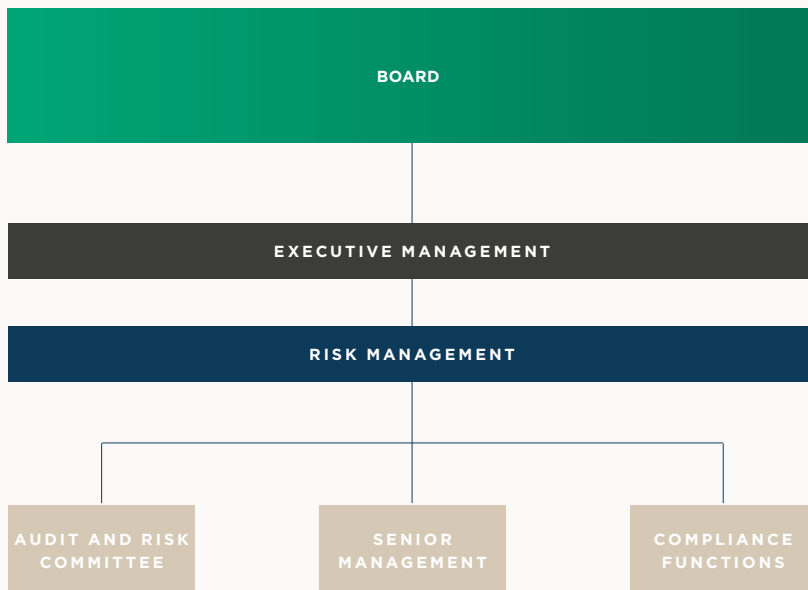 BOARD
EXECUTIVE MANAGEMENT
RISK MANAGEMENT
AUDIT AND RISK
COMMITTEE
SENIOR
MANAGEMENT
COMPLIANCE
FUNCTIONS